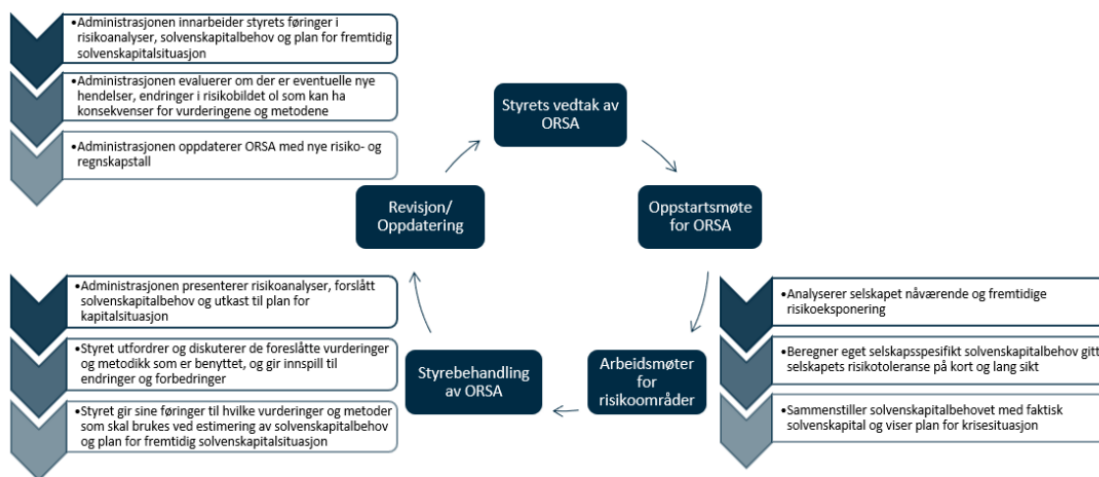 •Administrasjonen innarbeider styrets føringer i
risikoanalyser, solvenskapitalbehov og plan for fremtidig
solvenskapitalsituasjon
•Administrasjonen evaluerer om der er eventuelle nye
hendelser, endringer i risikobildet ol som kan ha
konsekvenser for vurderingene og metodene
•Administrasjonen oppdaterer ORSA med nye risiko- og
regnskapstall
Styrets vedtak av
ORSA
Revisjon/
Oppdatering
Oppstartsmøte
for ORSA
•Administrasjonen presenterer risikoanalyser, forslått
solvenskapitalbehov og utkast til plan for
kapitalsituasjon
•Styret utfordrer og diskuterer de foreslåtte vurderinger
og metodikk som er benyttet, og gir innspill til
endringer og forbedringer
•Styret gir sine føringer til hvilke vurderinger og metoder
som skal brukes ved estimering av solvenskapitalbehov
og plan for fremtidig solvenskapitalsituasjon
Styrebehandling
av ORSA
Arbeidsmøter for
risikoområder
•Analyserer selskapet nåværende og fremtidige
risikoeksponering
•Beregner eget selskapsspesifikt solvenskapitalbehov gitt
selskapets risikotoleranse på kort og lang sikt
•Sammenstiller solvenskapitalbehovet med faktisk
solvenskapital og viser plan for krisesituasjon